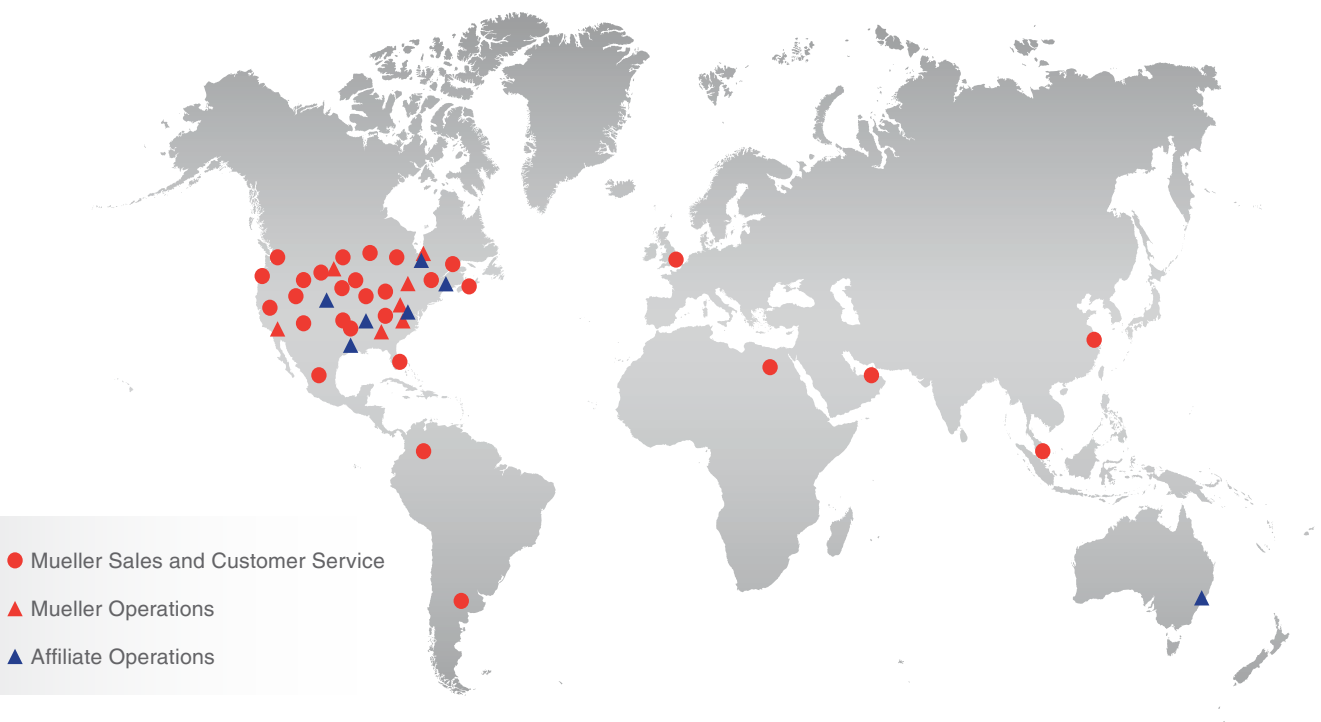 Mueller Sales and Customer Service
Mueller Operations
Affiliate Operations